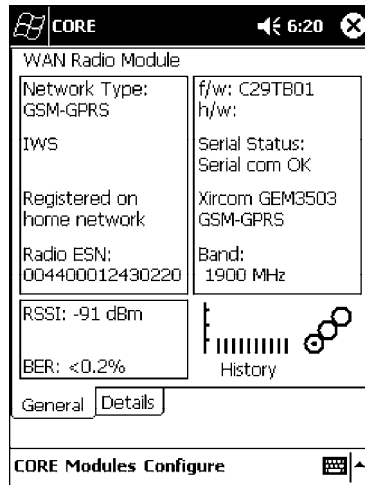 CORE 6:20
WAN Radio Module
Network Type:
GSM-GPRS
IWS
Registered on
home network
Radio ESN:
004400012430220
f/w: C29TB01
h/w:
Serial Status:
Serial com OK
Xircom GEM3503
GSM-GPRS
Band:
1900 MHz
RSSI: -91 dBm
BER: <0.2%
History
General Details
CORE Modules Configure